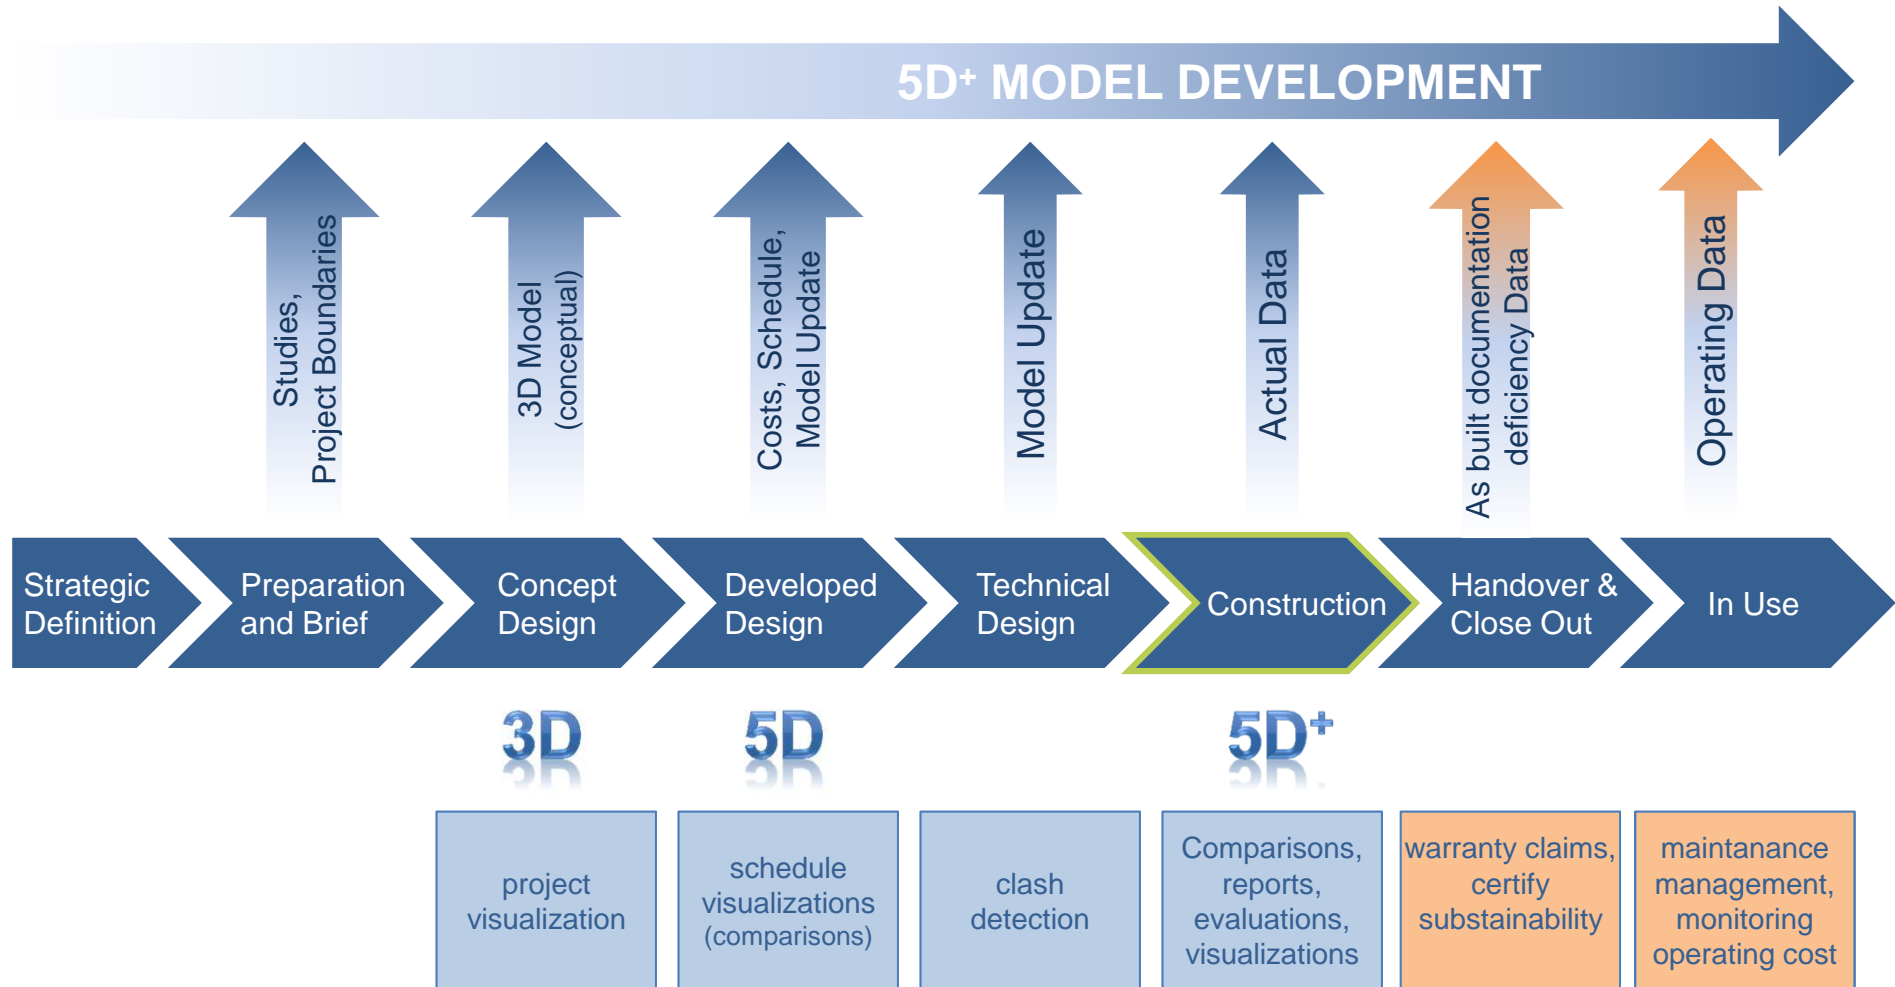 5D+ MODEL DEVELOPMENT
Studies,
Project Boundaries
3D Model
(conceptual)
Costs, Schedule,
Model Update
Model Update
Actual Data
As built documentation
deficiency Data
Operating Data
Strategic
Definition
Preparation
and Brief
Concept
Design
Developed
Design
Technical
Design
Construction
Handover &
Close Out
In Use
3D
5D
5D+
project
visualization
schedule
visualizations
(comparisons)
clash
detection
Comparisons,
reports,
evaluations,
visualizations
warranty claims,
certify
substainability
maintanance
management,
monitoring
operating cost